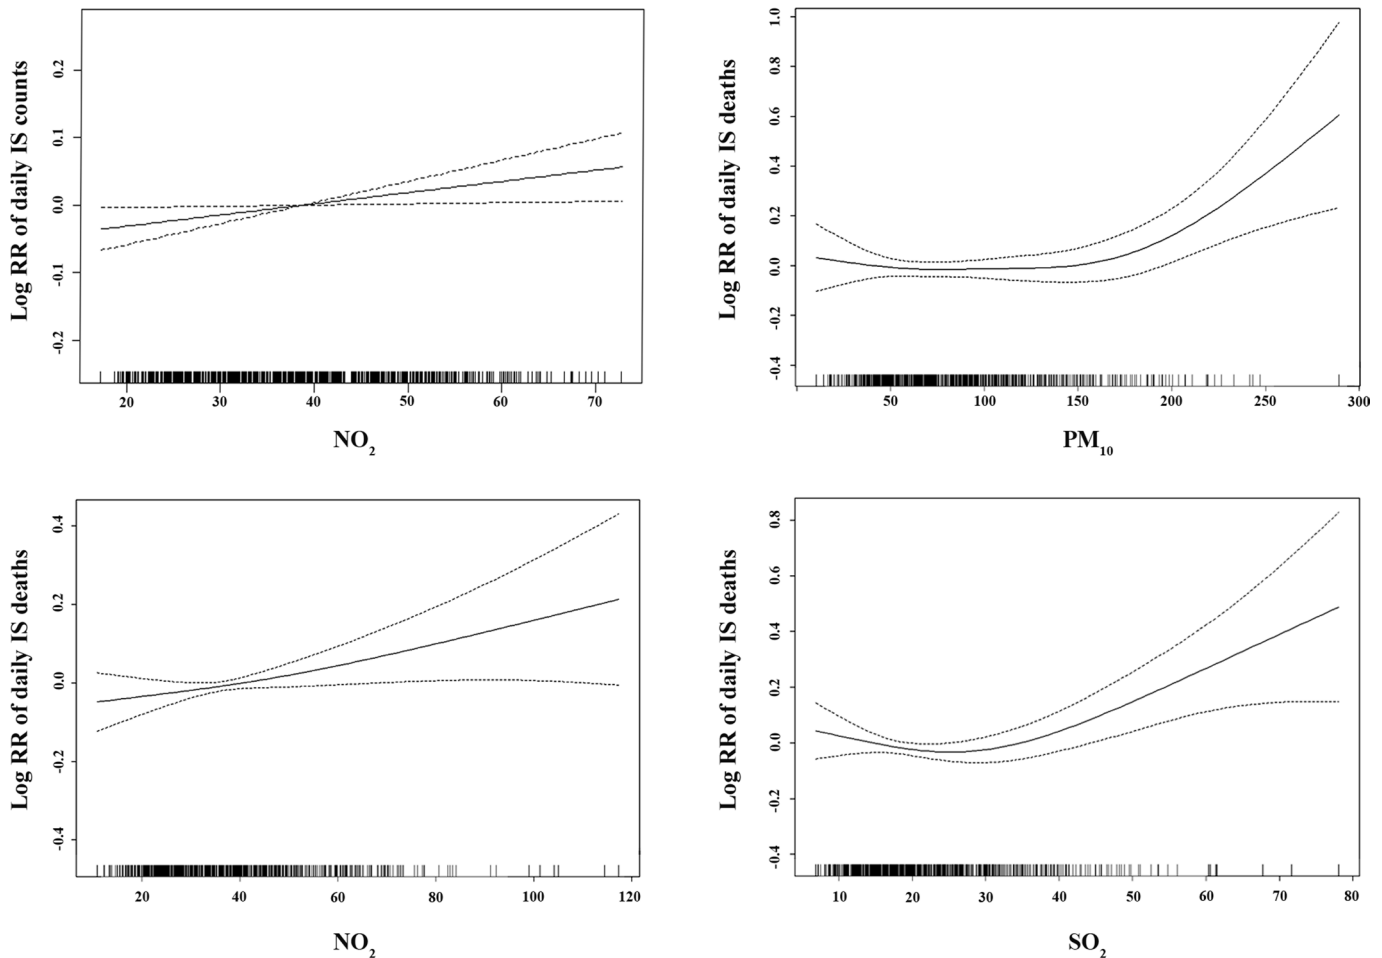 Log RR of daily IS counts
0.2
0.1
0.0
-0.1
-0.2
20 30 40 50 60 70
NO2
Log RR of daily IS deaths
1.0
0.8
0.6
0.4
0.2
0.0
-0.2
-0.4
50 100 150 200 250 300
PM10
Log RR of daily IS deaths
0.4
0.2
0.0
-0.2
-0.4
20 40 60 80 100 120
NO2
Log RR of daily IS deaths
0.8
0.6
0.4
0.2
0.0
-0.2
-0.4
10 20 30 40 50 60 70 80
SO2